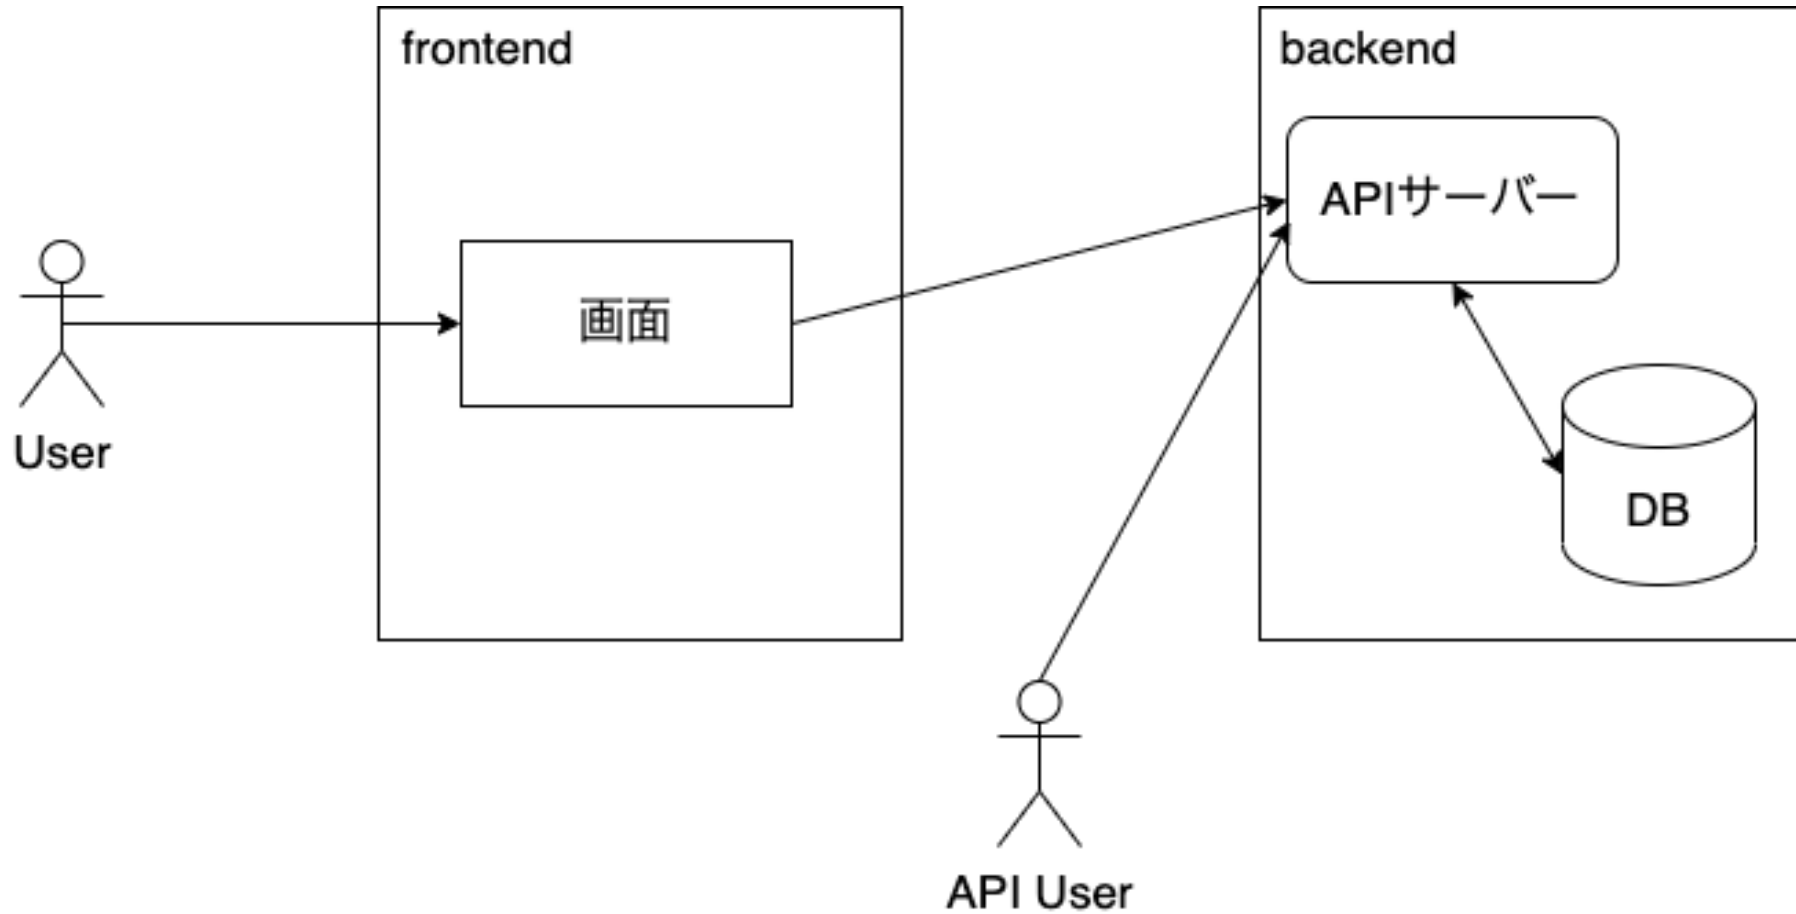 frontend
backend
APIサーバー
画面
User
DB
API User